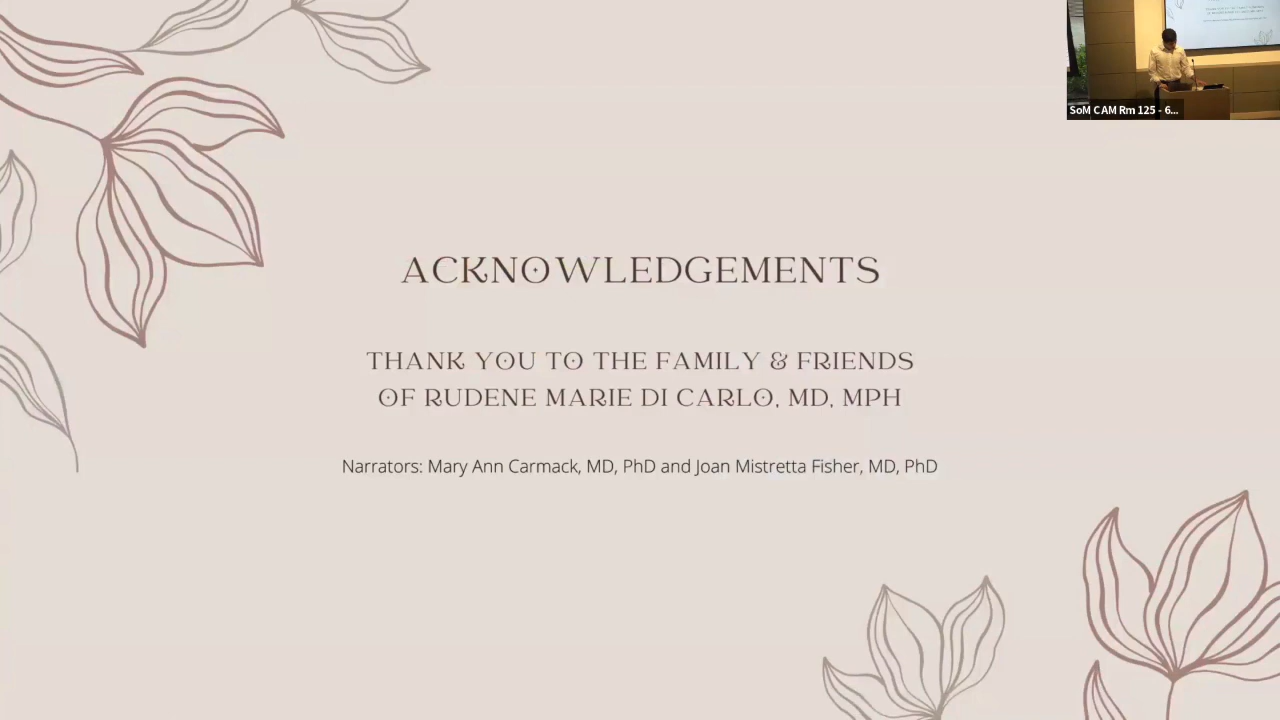 SoM CAM Rm 125 - 6...
ACKNOWLEDGEMENTS
THANK YOU TO THE FAMILY & FRIENDS
OF RUDENE MARIE DI CARLO, MD, MPH
Narrators: Mary Ann Carmack, MD, PhD and Joan Mistretta Fisher, MD, PhD